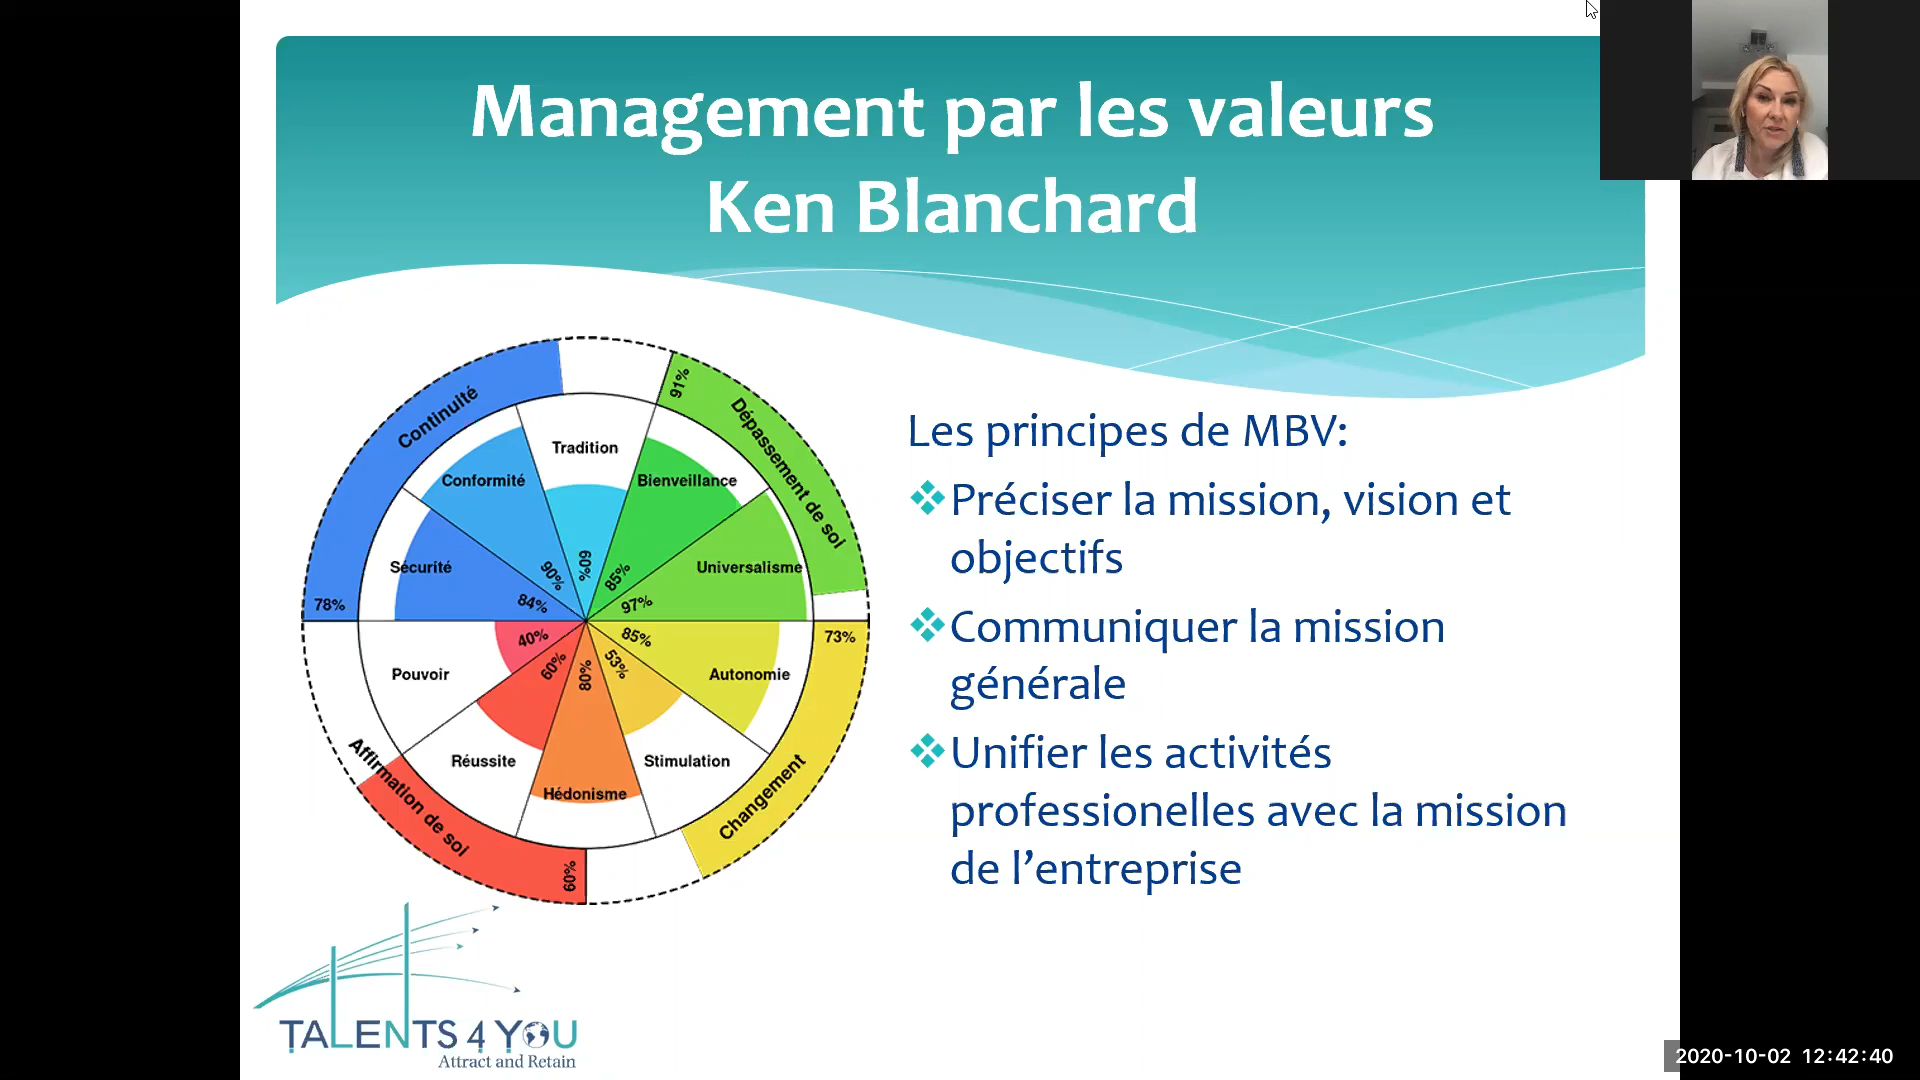 Management par les valeurs
Ken Blanchard
Continuité
78%
91%
Dépassement de soi
Tradition
60%
Conformité
90%
Bienveillance
85%
Sécurité
84%
Universalisme
97%
Pouvoir
40%
Autonomie
85%
73%
Réussite
60%
Stimulation
53%
Hédonisme
80%
Affirmation de soi
60%
Changement
Les principes de MBV:
Préciser la mission, vision et
objectifs
Communiquer la mission
générale
Unifier les activités
professionelles avec la mission
de l’entreprise
TALENTS 4 YOU
Attract and Retain
2020-10-02 12:42:40